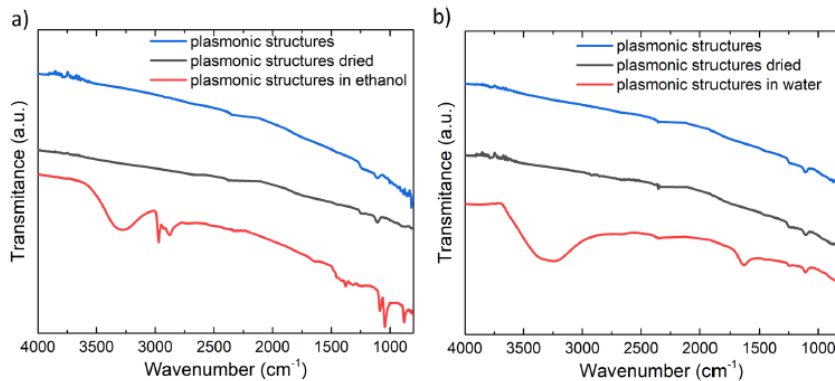 a)
plasmonic structures
plasmonic structures dried
plasmonic structures in ethanol
Transmitance (a.u.)
4000 3500 3000 2500 2000 1500 1000
Wavenumber (cm⁻¹)
b)
plasmonic structures
plasmonic structures dried
plasmonic structures in water
Transmitance (a.u.)
4000 3500 3000 2500 2000 1500 1000
Wavenumber (cm⁻¹)